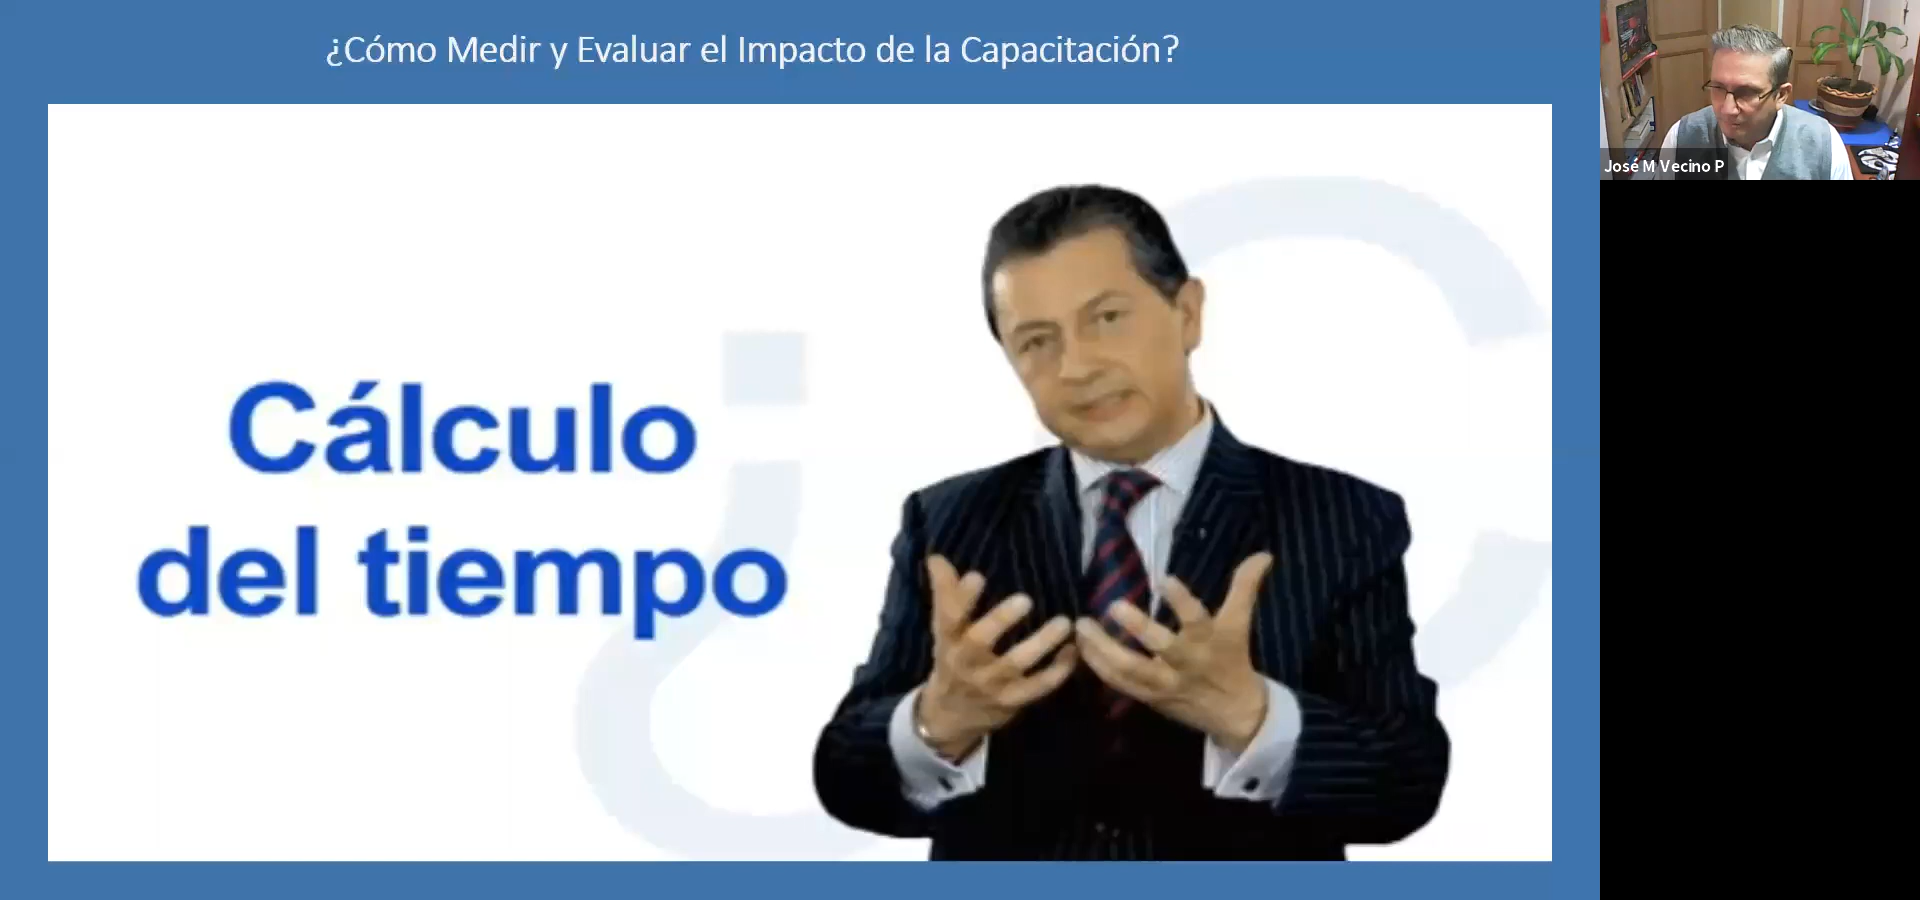 ¿Cómo Medir y Evaluar el Impacto de la Capacitación?
José M Vecino P
Cálculo
del tiempo